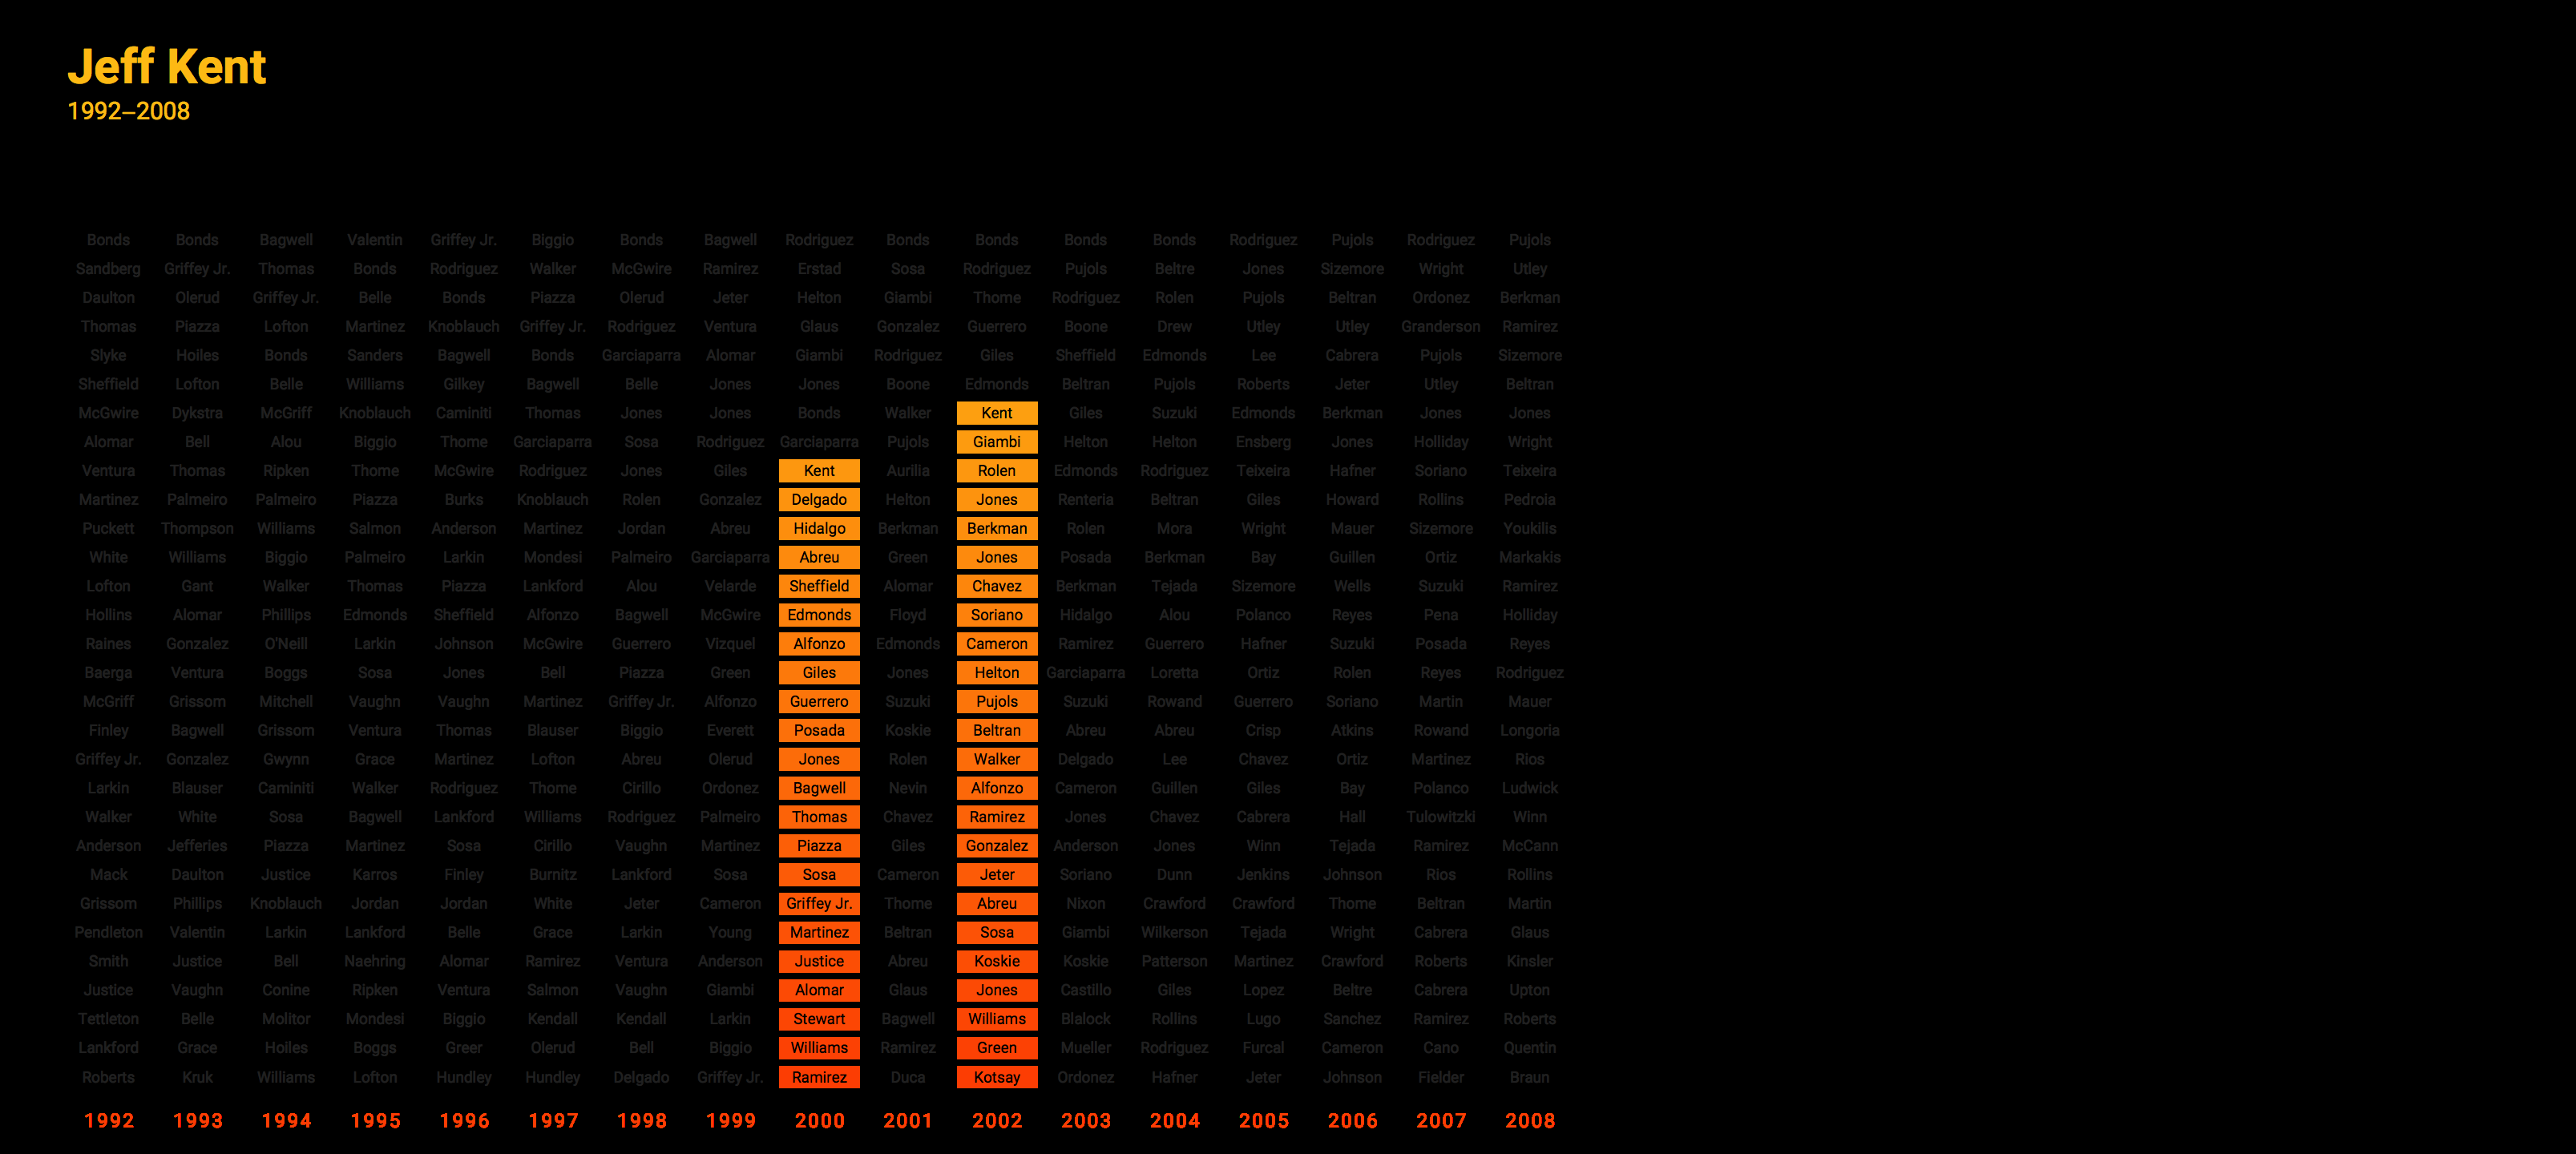 Jeff Kent
1992–2008
Bonds Bonds Bagwell Valentin Griffey Jr. Biggio Bonds Bagwell Rodriguez Bonds Bonds Bonds Bonds Rodriguez Pujols Rodriguez Pujols
Sandberg Griffey Jr. Thomas Bonds Rodriguez Walker McGwire Ramirez Erstad Sosa Rodriguez Pujols Beltre Jones Sizemore Wright Utley
Daulton Olerud Griffey Jr. Belle Bonds Piazza Olerud Jeter Helton Giambi Thome Rodriguez Rolen Pujols Beltran Ordonez Berkman
Thomas Piazza Lofton Martinez Knoblauch Griffey Jr. Rodriguez Ventura Glaus Gonzalez Guerrero Boone Drew Utley Utley Granderson Ramirez
Slyke Hoiles Bonds Sanders Bagwell Bonds Garciaparra Alomar Giambi Rodriguez Giles Sheffield Edmonds Lee Cabrera Pujols Sizemore
Sheffield Lofton Belle Williams Gilkey Bagwell Belle Jones Jones Boone Edmonds Beltran Pujols Roberts Jeter Utley Beltran
McGwire Dykstra McGriff Knoblauch Caminiti Thomas Jones Jones Bonds Walker Kent Giles Suzuki Edmonds Berkman Jones Jones
Alomar Bell Alou Biggio Thome Garciaparra Sosa Rodriguez Garciaparra Pujols Giambi Helton Helton Ensberg Jones Holliday Wright
Ventura Thomas Ripken Thome McGwire Rodriguez Jones Giles Kent Aurilia Rolen Edmonds Rodriguez Teixeira Hafner Soriano Teixeira
Martinez Palmeiro Palmeiro Piazza Burks Knoblauch Rolen Gonzalez Delgado Helton Jones Renteria Beltran Giles Howard Rollins Pedroia
Puckett Thompson Williams Salmon Anderson Martinez Jordan Abreu Hidalgo Berkman Berkman Rolen Mora Wright Mauer Sizemore Youkilis
White Williams Biggio Palmeiro Larkin Mondesi Palmeiro Garciaparra Abreu Green Jones Posada Berkman Bay Guillen Ortiz Markakis
Lofton Gant Walker Thomas Piazza Lankford Alou Velarde Sheffield Alomar Chavez Berkman Tejada Sizemore Wells Suzuki Ramirez
Hollins Alomar Phillips Edmonds Sheffield Alfonzo Bagwell McGwire Edmonds Floyd Soriano Hidalgo Alou Polanco Reyes Pena Holliday
Raines Gonzalez O'Neill Larkin Johnson McGwire Guerrero Vizquel Alfonzo Edmonds Cameron Ramirez Guerrero Hafner Suzuki Posada Reyes
Baerga Ventura Boggs Sosa Jones Bell Piazza Green Giles Jones Helton Garciaparra Loretta Ortiz Rolen Reyes Rodriguez
McGriff Grissom Mitchell Vaughn Vaughn Martinez Griffey Jr. Alfonzo Guerrero Suzuki Pujols Suzuki Rowand Guerrero Soriano Martin Mauer
Finley Bagwell Grissom Ventura Thomas Blauser Biggio Everett Posada Koskie Beltran Abreu Abreu Crisp Atkins Rowand Longoria
Griffey Jr. Gonzalez Gwynn Grace Martinez Lofton Abreu Olerud Jones Rolen Walker Delgado Lee Chavez Ortiz Martinez Rios
Larkin Blauser Caminiti Walker Rodriguez Thome Cirillo Ordonez Bagwell Nevin Alfonzo Cameron Guillen Giles Bay Polanco Ludwick
Walker White Sosa Bagwell Lankford Williams Rodriguez Palmeiro Thomas Chavez Ramirez Jones Chavez Cabrera Hall Tulowitzki Winn
Anderson Jefferies Piazza Martinez Sosa Cirillo Vaughn Martinez Piazza Giles Gonzalez Anderson Jones Winn Tejada Ramirez McCann
Mack Daulton Justice Karros Finley Burnitz Lankford Sosa Sosa Cameron Jeter Soriano Dunn Jenkins Johnson Rios Rollins
Grissom Phillips Knoblauch Jordan Jordan White Jeter Cameron Griffey Jr. Thome Abreu Nixon Crawford Crawford Thome Beltran Martin
Pendleton Valentin Larkin Lankford Belle Grace Larkin Young Martinez Beltran Sosa Giambi Wilkerson Tejada Wright Cabrera Glaus
Smith Justice Bell Naehring Alomar Ramirez Ventura Anderson Justice Abreu Koskie Koskie Patterson Martinez Crawford Roberts Kinsler
Justice Vaughn Conine Ripken Ventura Salmon Vaughn Giambi Alomar Glaus Jones Castillo Giles Lopez Beltre Cabrera Upton
Tettleton Belle Molitor Mondesi Biggio Kendall Kendall Larkin Stewart Bagwell Williams Blalock Rollins Lugo Sanchez Ramirez Roberts
Lankford Grace Hoiles Boggs Greer Olerud Bell Biggio Williams Ramirez Green Mueller Rodriguez Furcal Cameron Cano Quentin
Roberts Kruk Williams Lofton Hundley Hundley Delgado Griffey Jr. Ramirez Duca Kotsay Ordonez Hafner Jeter Johnson Fielder Braun
1992 1993 1994 1995 1996 1997 1998 1999 2000 2001 2002 2003 2004 2005 2006 2007 2008